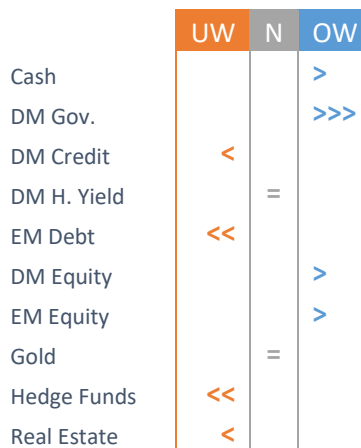 UW N OW
Cash >
DM Gov. >>>
DM Credit <
DM H. Yield =
EM Debt <<
DM Equity >
EM Equity >
Gold =
Hedge Funds <<
Real Estate <